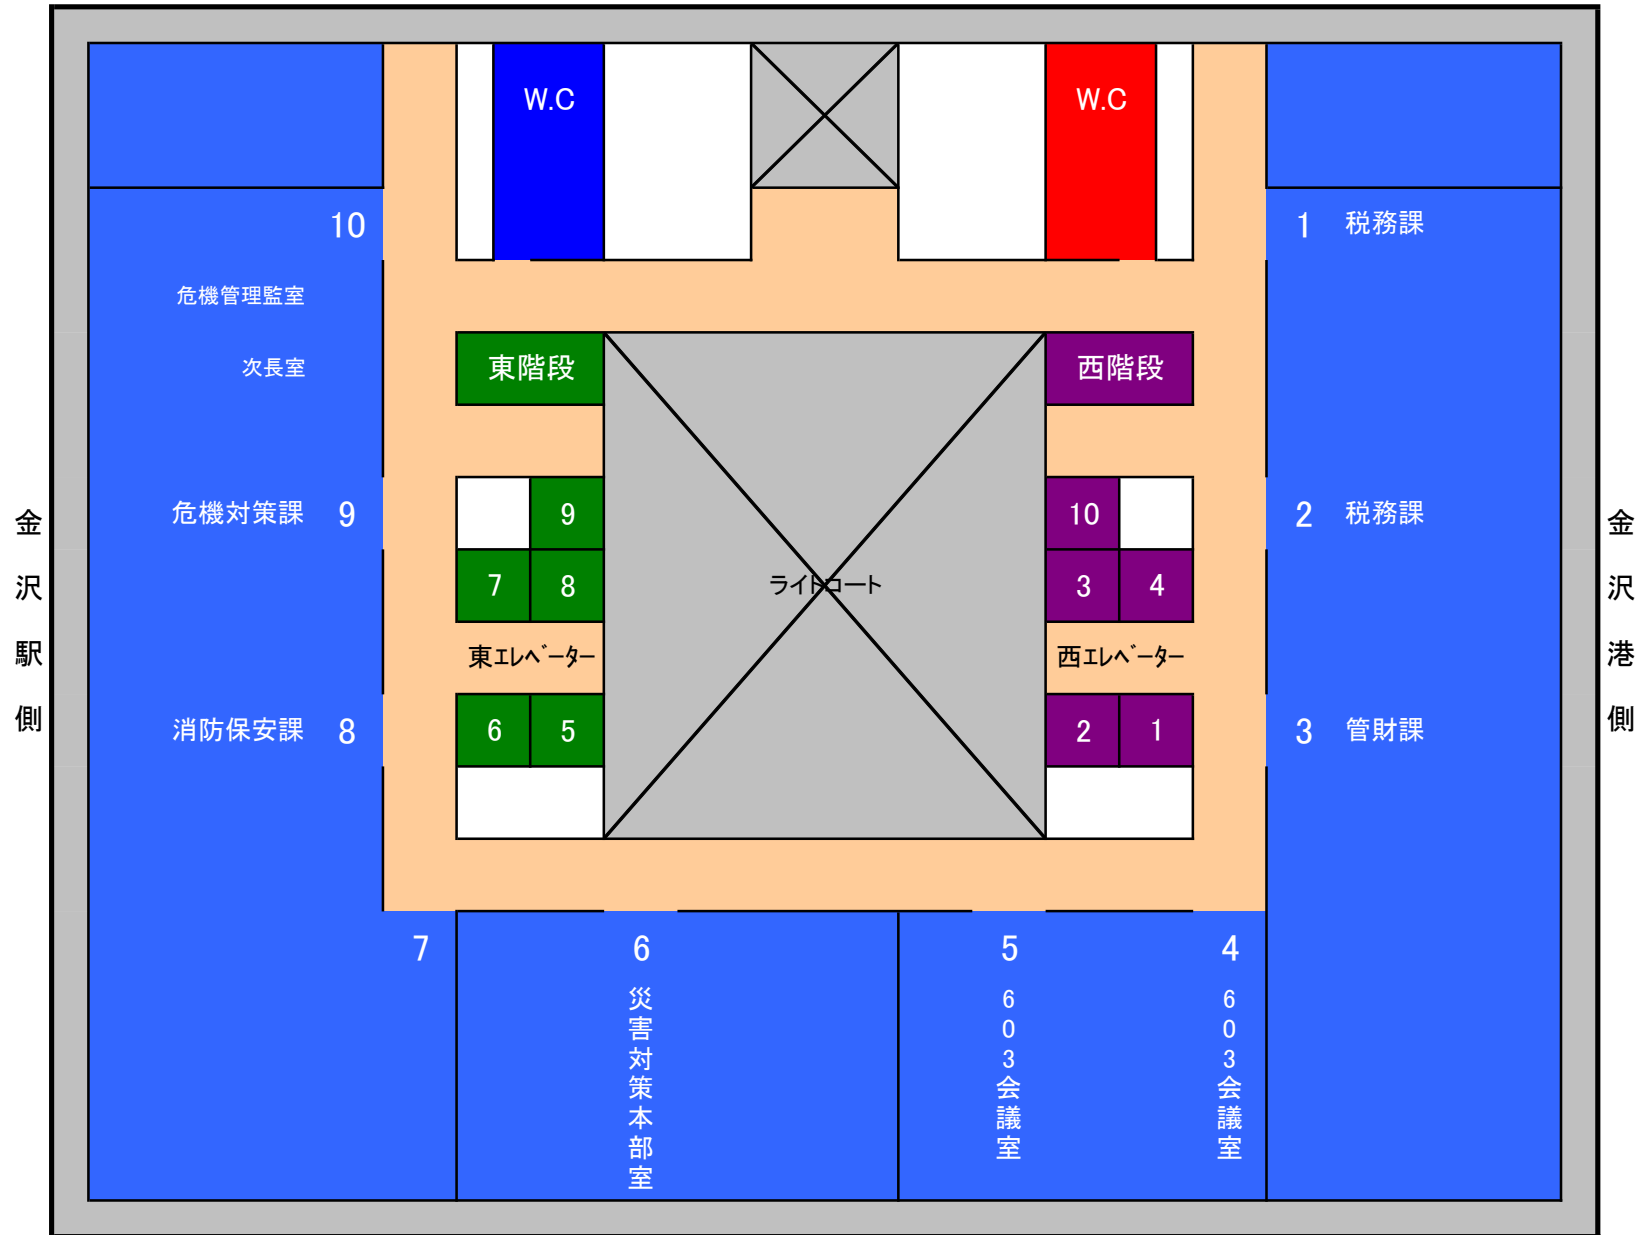 W.C
W.C
10
1 税務課
危機管理監室
次長室
東階段
西階段
危機対策課 9
9
10
2 税務課
7 8
ライトコート
3 4
東エレベーター
西エレベーター
消防保安課 8
6 5
2 1
3 管財課
金沢駅側
金沢港側
7
6
災害対策本部室
5
603会議室
4
603会議室